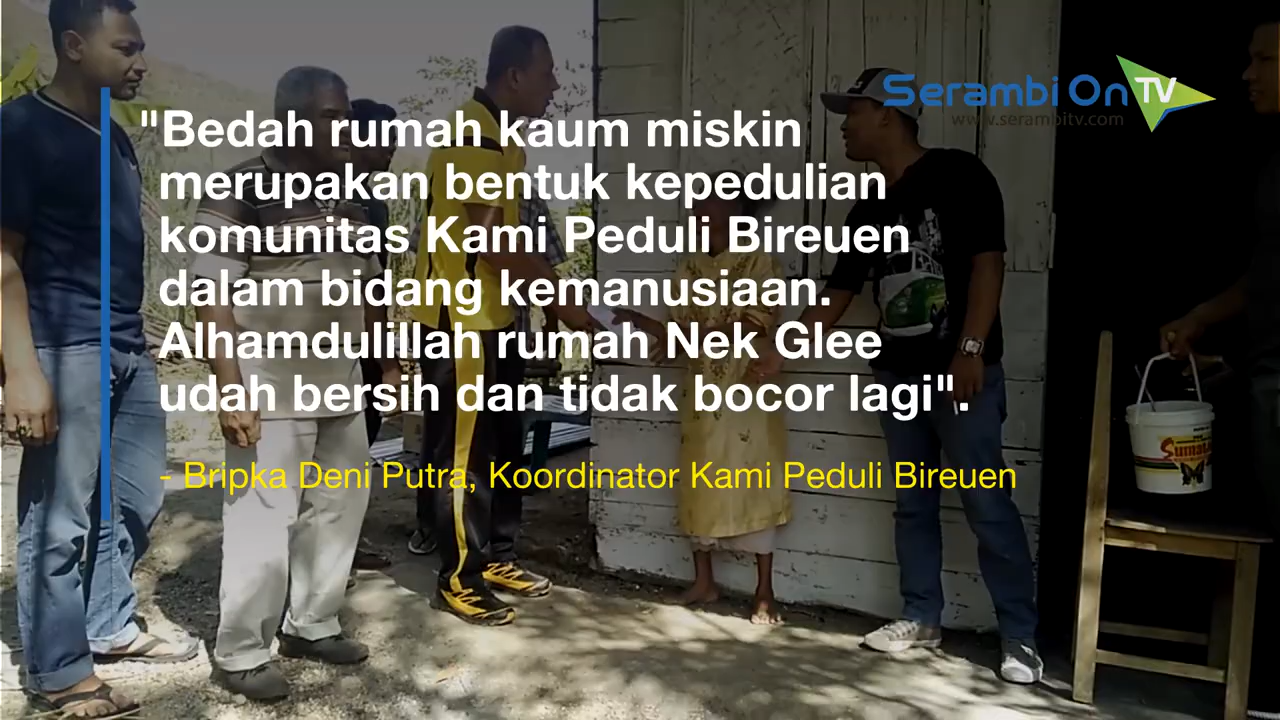 Serambi On TV
www.serambitv.com
"Bedah rumah kaum miskin
merupakan bentuk kepedulian
komunitas Kami Peduli Bireuen
dalam bidang kemanusiaan.
Alhamdulillah rumah Nek Glee
udah bersih dan tidak bocor lagi".
- Bripka Deni Putra, Koordinator Kami Peduli Bireuen